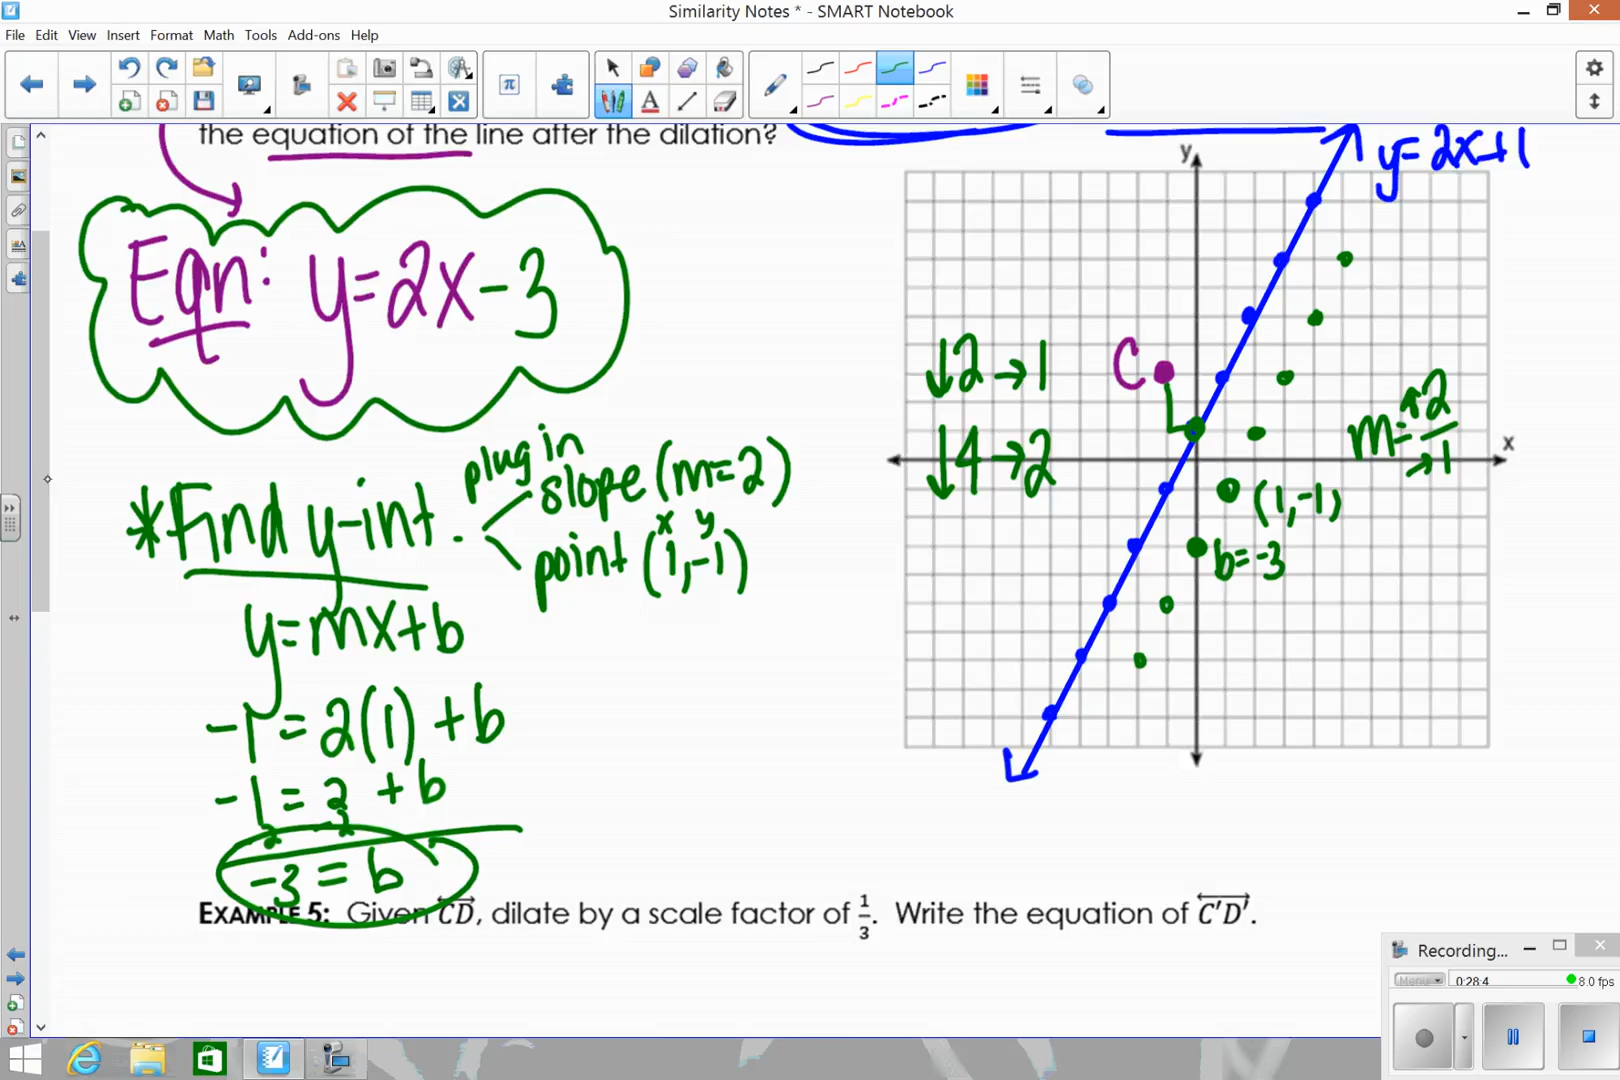 Similarity Notes * - SMART Notebook
File Edit View Insert Format Math Tools Add-ons Help
the equation of the line after the dilation?
Eqn: y=2x-3
*Find y-int.
plug in
slope (m=2)
x y
point (1,-1)
y=mx+b
-1 = 2(1) + b
-1 = 2 + b
-2 -2
-3 = b
y
y=2x+1
↓2→1
C
↓4→2
m=↑2
→1
x
(1,-1)
b=-3
EXAMPLE 5: Given CD, dilate by a scale factor of 1/3. Write the equation of C'D'.
Recording...
Menu
0:28:4
8.0 fps